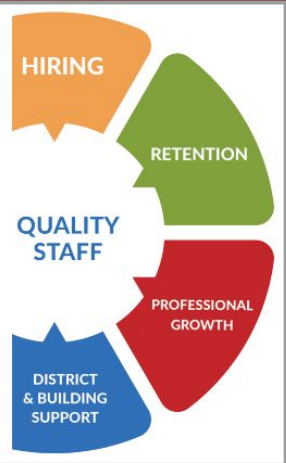 HIRING
RETENTION
QUALITY
STAFF
PROFESSIONAL
GROWTH
DISTRICT
& BUILDING
SUPPORT